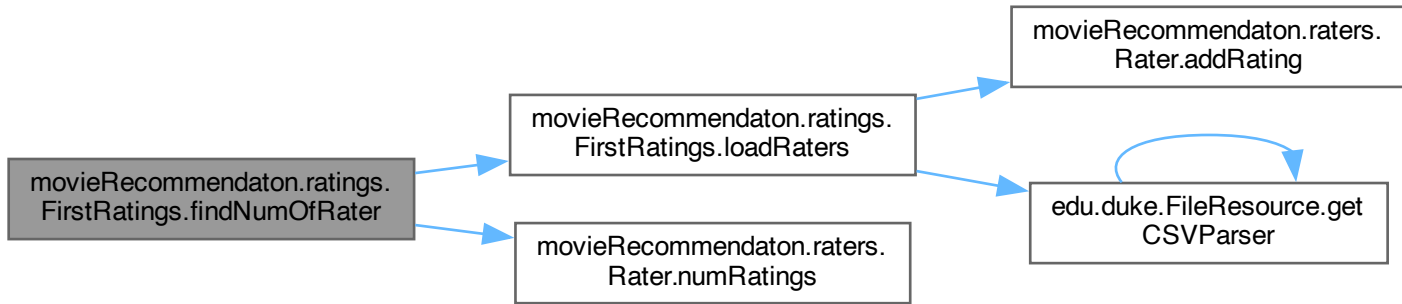 movieRecommendaton.ratings.
FirstRatings.findNumOfRater
movieRecommendaton.ratings.
FirstRatings.loadRaters
movieRecommendaton.raters.
Rater.numRatings
movieRecommendaton.raters.
Rater.addRating
edu.duke.FileResource.get
CSVParser